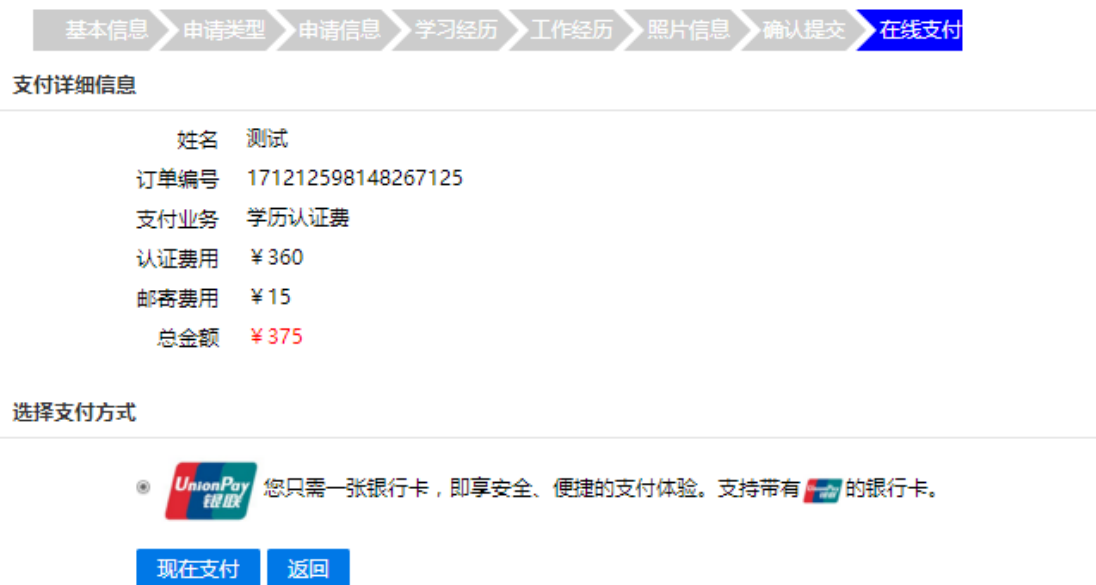 基本信息 申请类型 申请信息 学习经历 工作经历 照片信息 确认提交 在线支付
支付详细信息
姓名 测试
订单编号 171212598148267125
支付业务 学历认证费
认证费用 ￥360
邮寄费用 ￥15
总金额 ￥375
选择支付方式
UnionPay 银联 您只需一张银行卡，即享安全、便捷的支付体验。支持带有 UnionPay 银联 的银行卡。
现在支付 返回